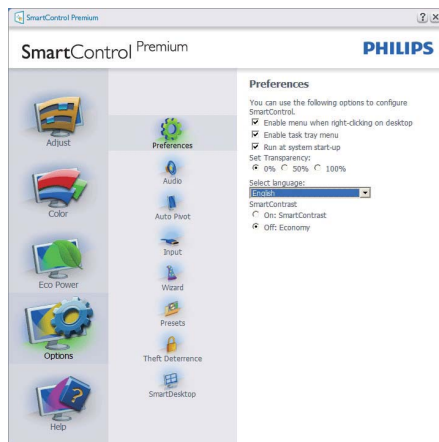 SmartControl Premium
SmartControl Premium
PHILIPS
Adjust
Color
Eco Power
Options
Help
Preferences
Audio
Auto Pivot
Input
Wizard
Presets
Theft Deterrence
SmartDesktop
Preferences
You can use the following options to configure
SmartControl.
Enable menu when right-clicking on desktop
Enable task tray menu
Run at system start-up
Set Transparency:
0% 50% 100%
Select language:
English
SmartContrast
On: SmartContrast
Off: Economy